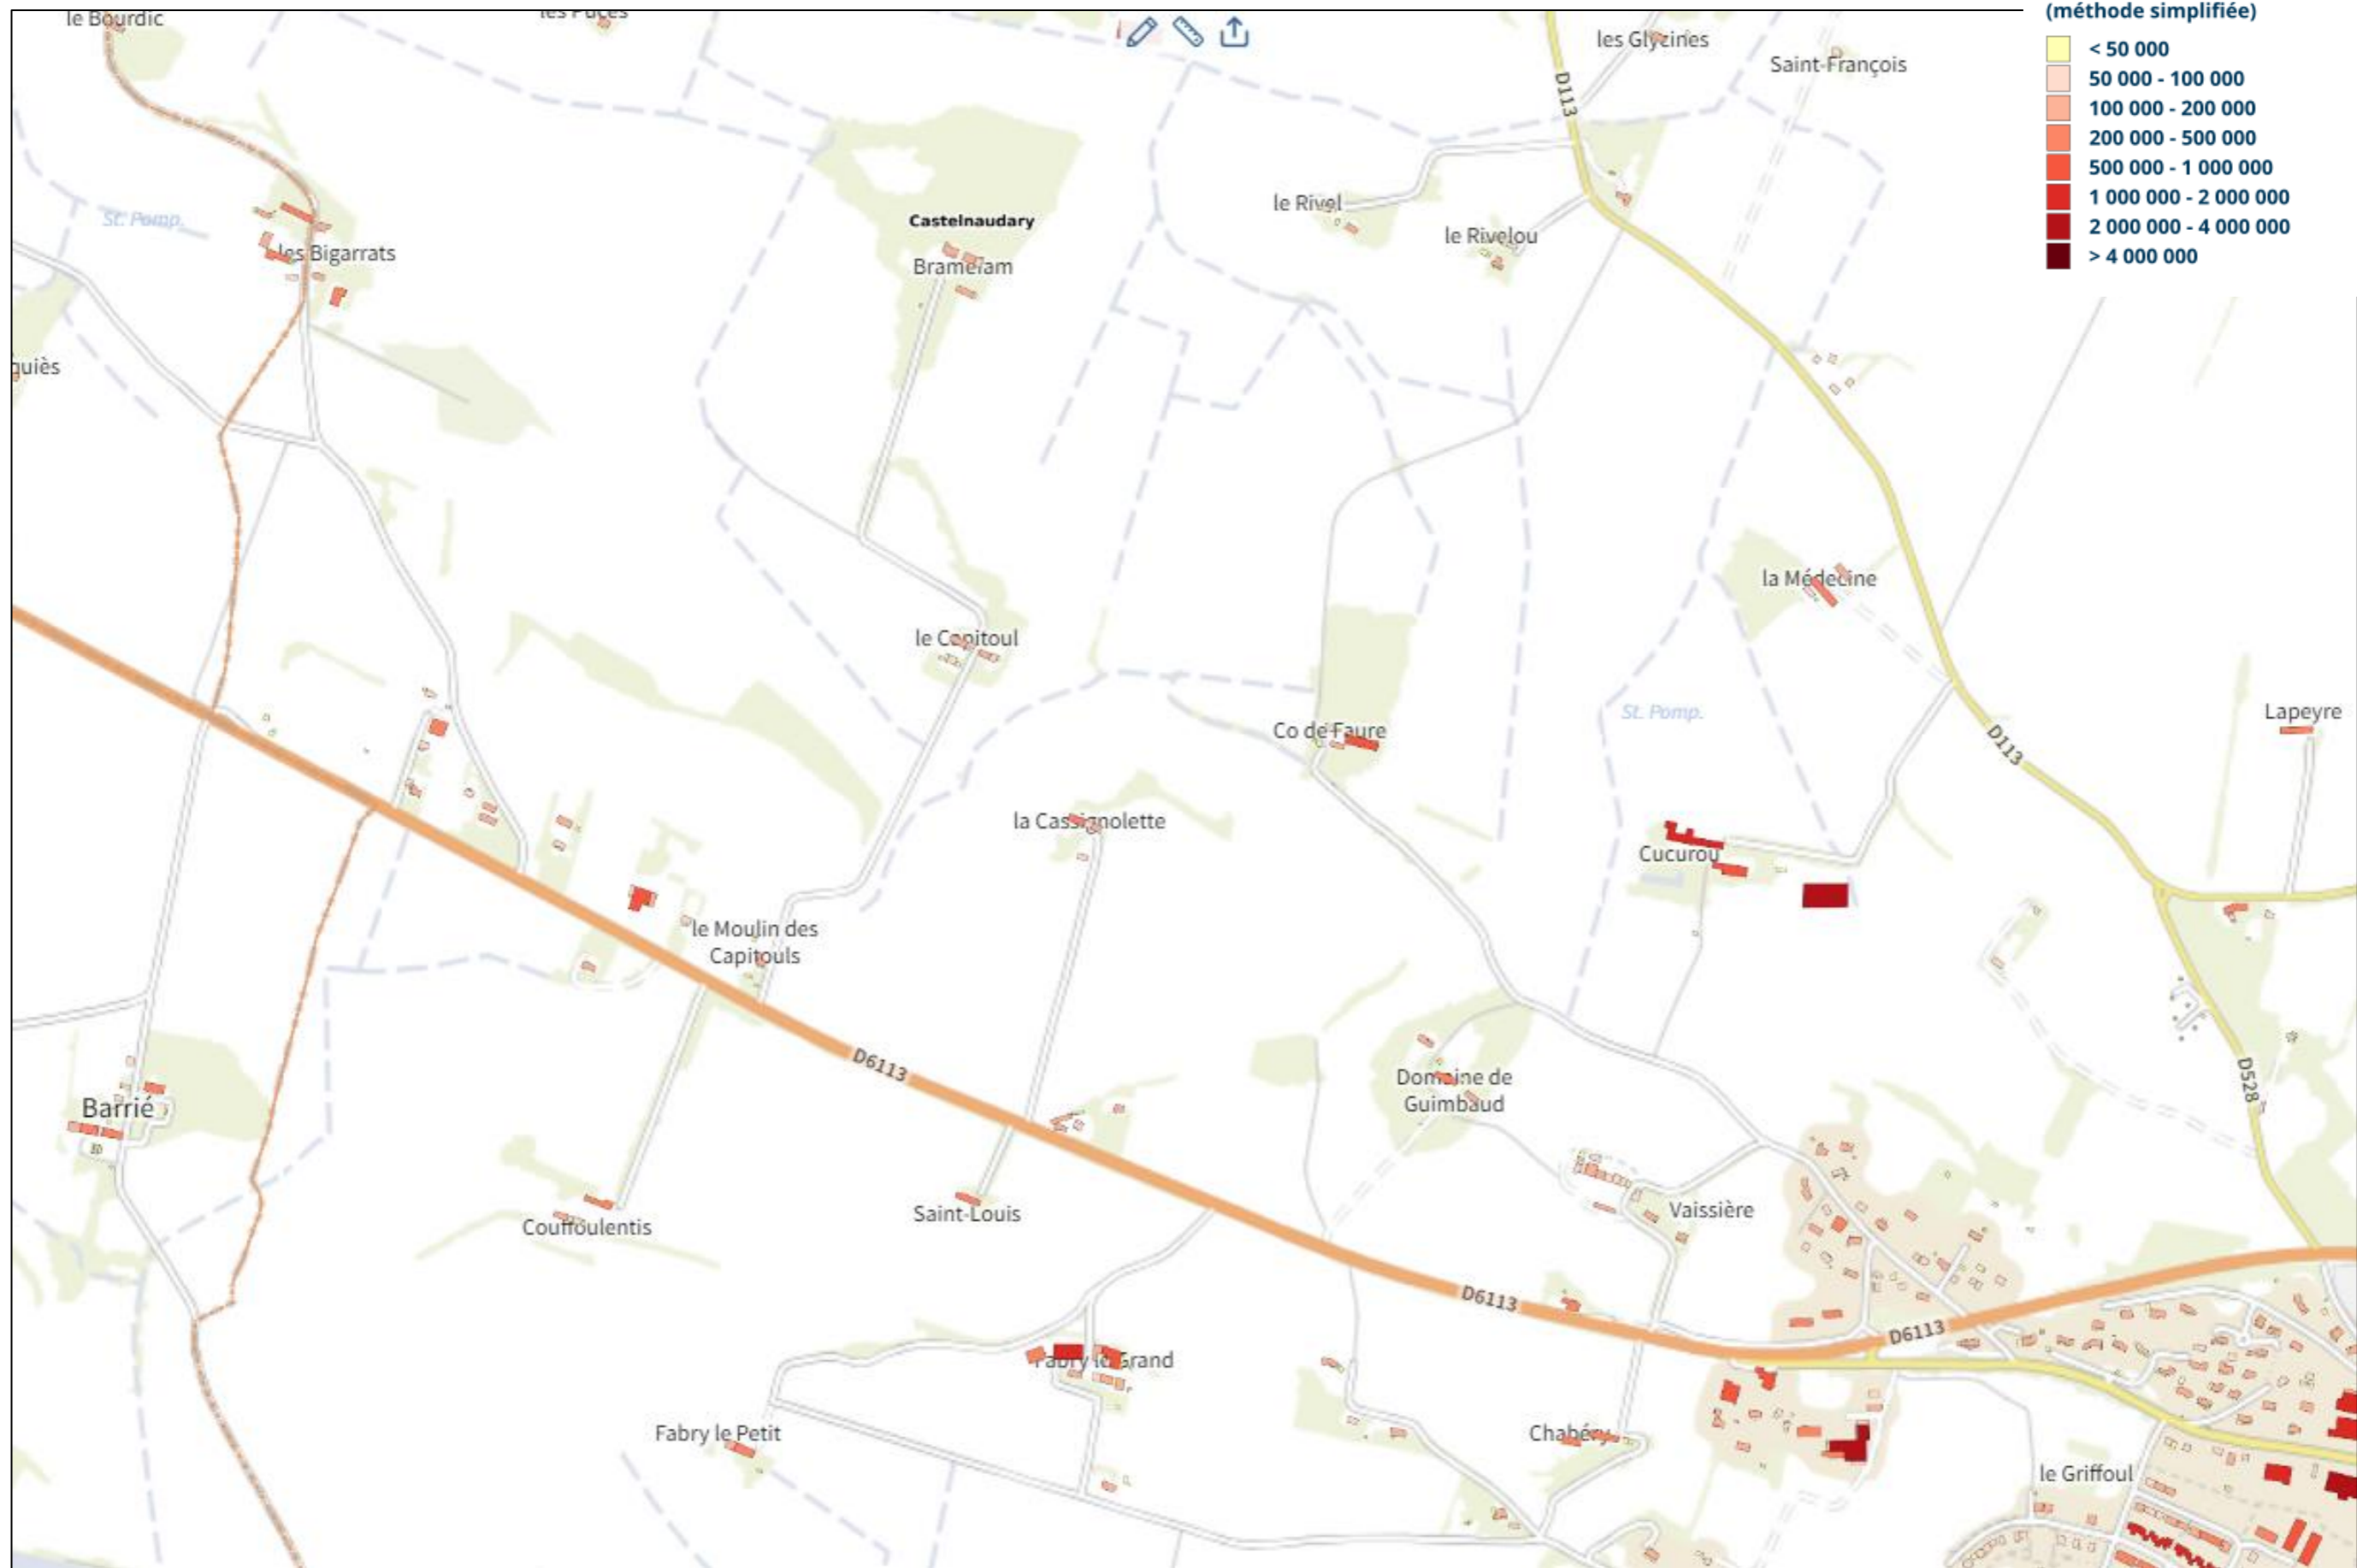 le Bourdic
les Puces
(méthode simplifiée)
< 50 000
50 000 - 100 000
100 000 - 200 000
200 000 - 500 000
500 000 - 1 000 000
1 000 000 - 2 000 000
2 000 000 - 4 000 000
> 4 000 000
les Glycines
Saint-François
D113
St. Pomp.
les Bigarrats
Castelnaudary
Bramefam
le Rivel
le Rivelou
la Médecine
le Capitoul
St. Pomp.
Lapeyre
Co de Faure
D113
la Cassignolette
Cucurou
le Moulin des
Capitouls
D6113
Domaine de
Guimbaud
D528
Barrié
Vaissière
Couffoulentis
Saint-Louis
D6113
D6113
Fabry le Grand
Fabry le Petit
Chabéry
le Griffoul